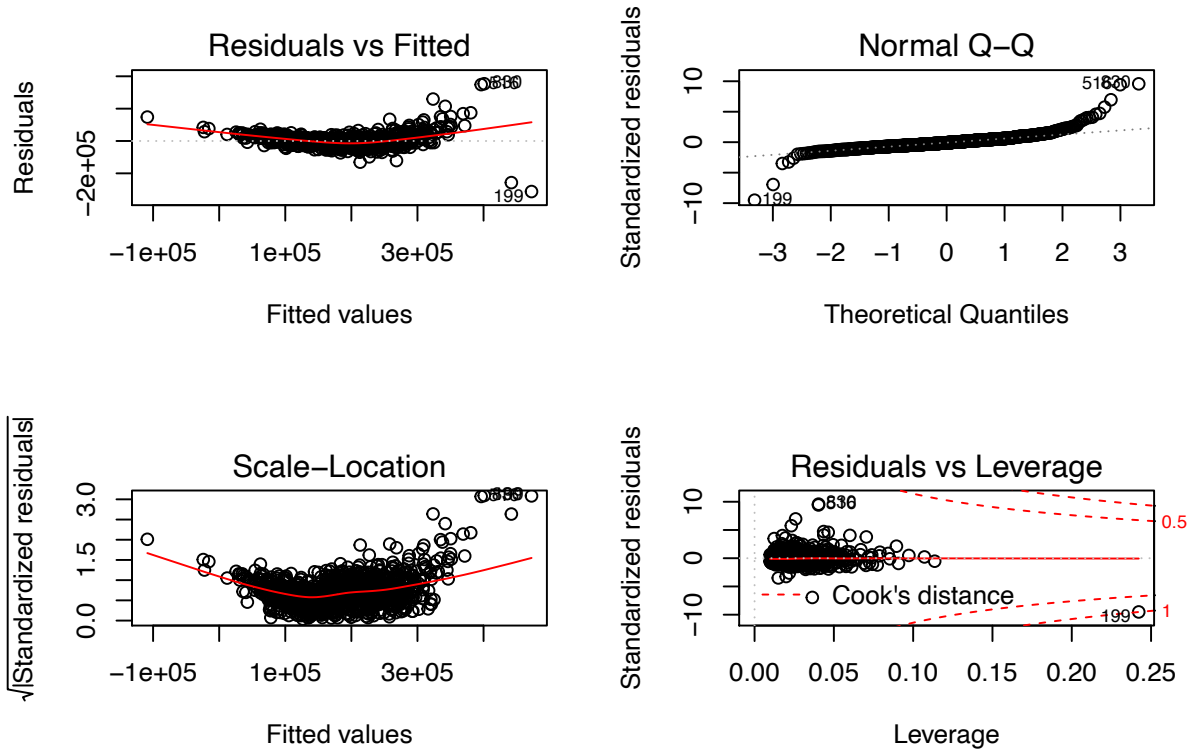 Residuals vs Fitted
Residuals
−2e+05
199
−1e+05 1e+05 3e+05
Fitted values
Normal Q−Q
Standardized residuals
−10 0 10
199
−3 −2 −1 0 1 2 3
Theoretical Quantiles
Scale−Location
√|Standardized residuals|
0.0 1.5 3.0
−1e+05 1e+05 3e+05
Fitted values
Residuals vs Leverage
Standardized residuals
−10 0 10
0.5
Cook's distance
199
1
0.00 0.05 0.10 0.15 0.20 0.25
Leverage